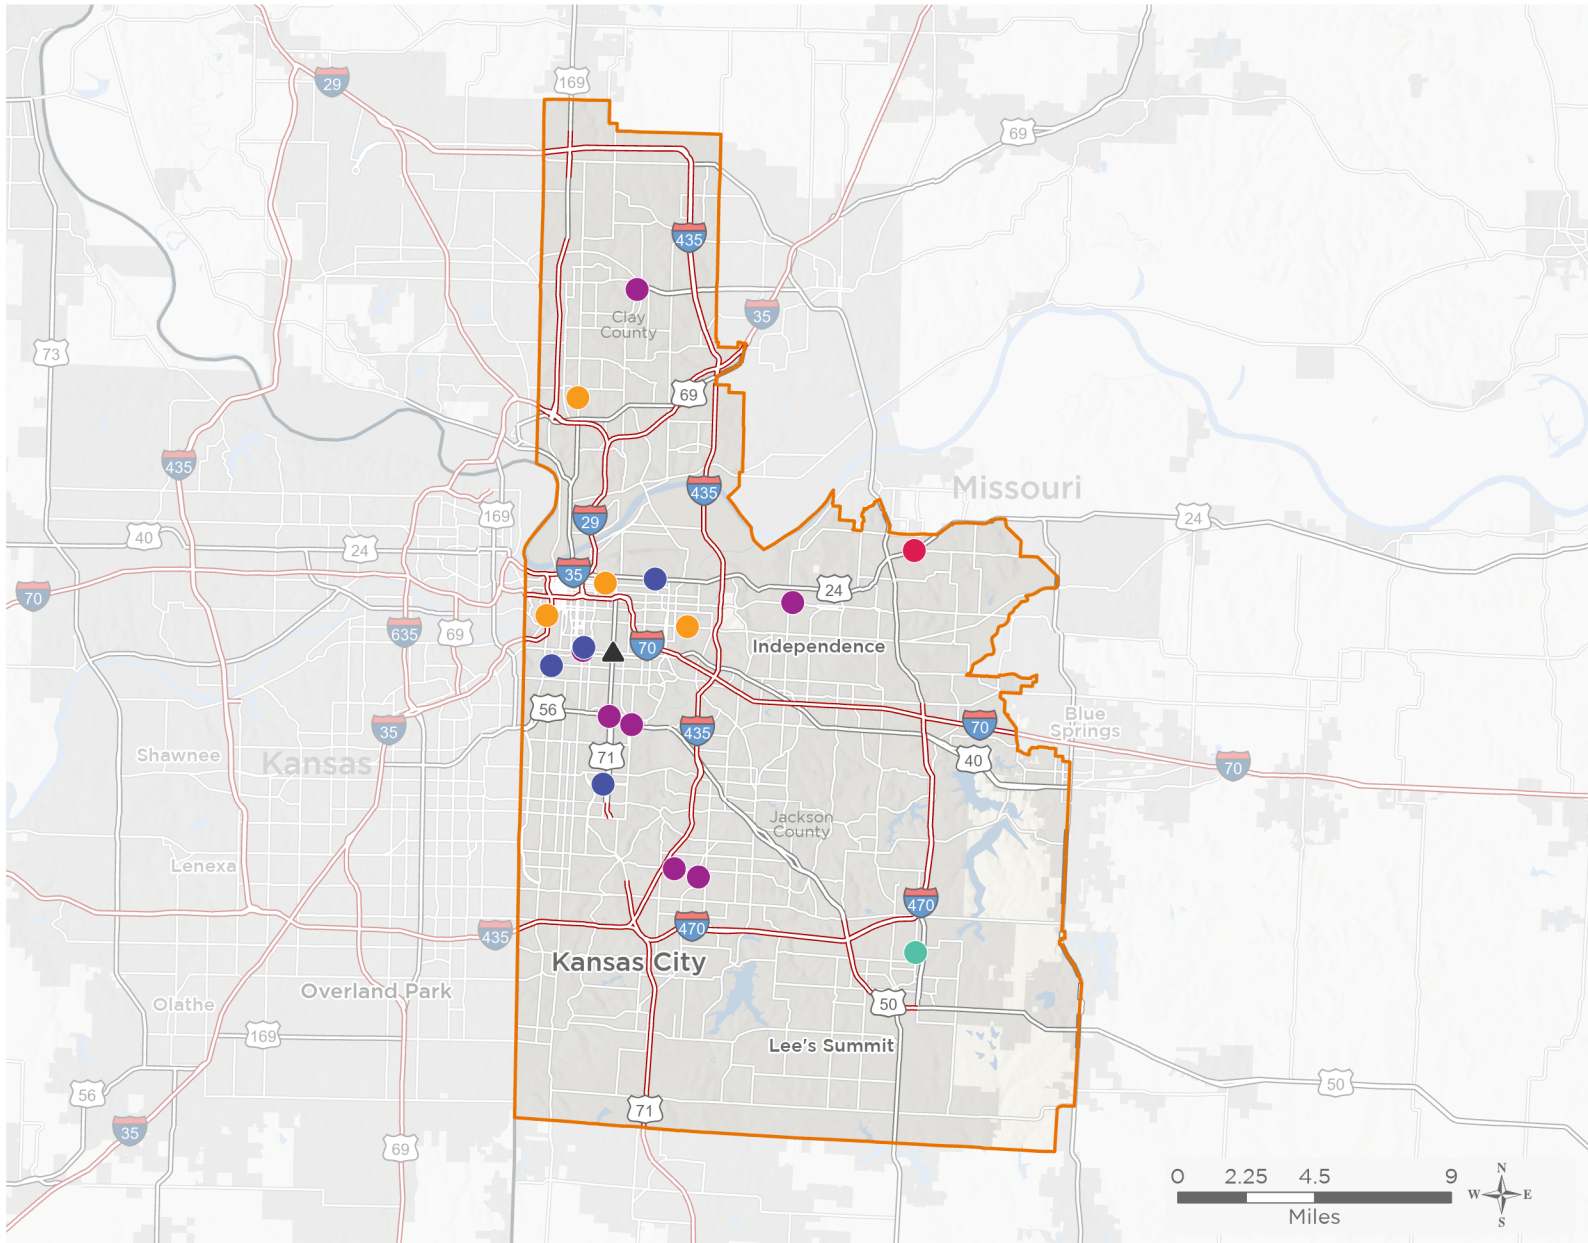 29
169
69
435
Clay
County
35
73
69
435
Missouri
435
169
29
24
40
24
35
24
70
635
69
70
Independence
56
Blue
Springs
35
435
70
Shawnee
Kansas
71
40
70
Jackson
County
Lenexa
470
470
435
Kansas City
Overland Park
Olathe
50
169
Lee's Summit
50
56
71
35
69
0 2.25 4.5 9
Miles
N
W E
S